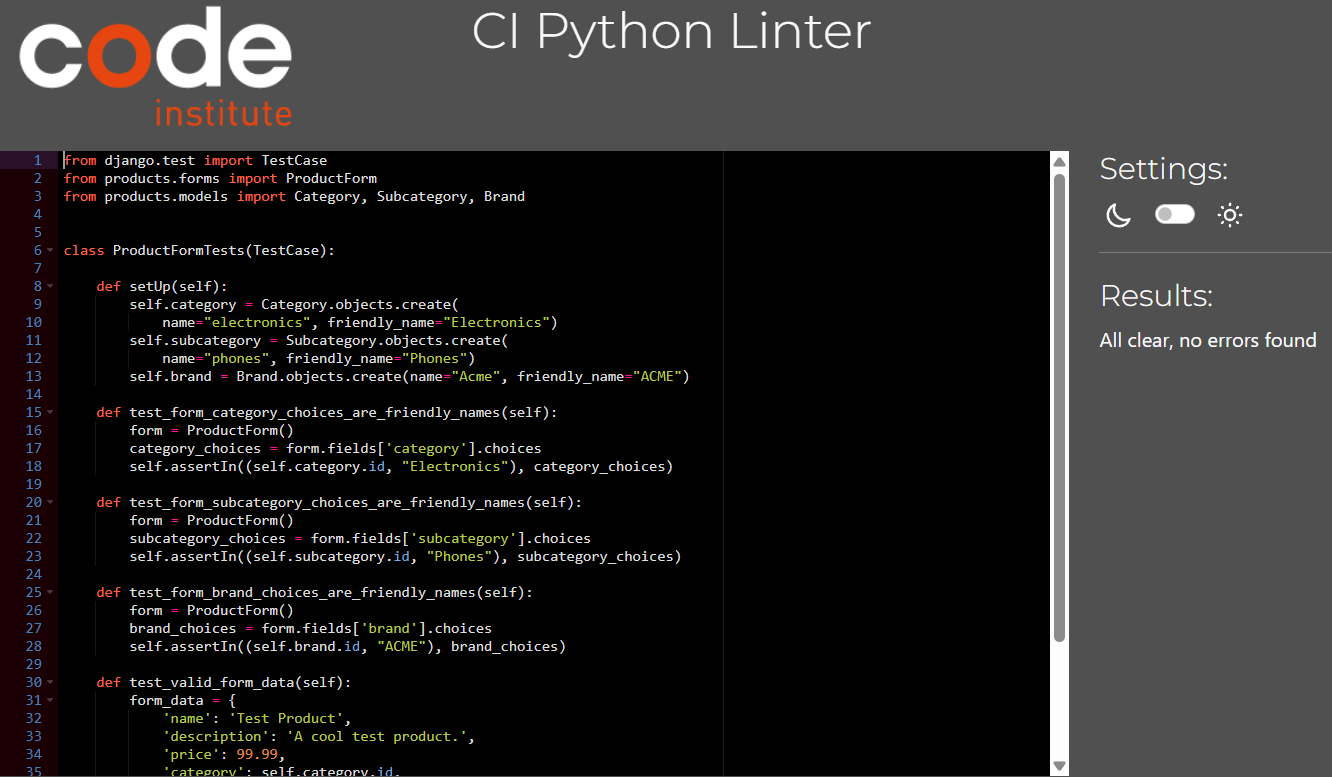 code
institute
CI Python Linter
1 from django.test import TestCase
2 from products.forms import ProductForm
3 from products.models import Category, Subcategory, Brand
4
5
6 class ProductFormTests(TestCase):
7
8     def setUp(self):
9         self.category = Category.objects.create(
10             name="electronics", friendly_name="Electronics")
11         self.subcategory = Subcategory.objects.create(
12             name="phones", friendly_name="Phones")
13         self.brand = Brand.objects.create(name="Acme", friendly_name="ACME")
14
15     def test_form_category_choices_are_friendly_names(self):
16         form = ProductForm()
17         category_choices = form.fields['category'].choices
18         self.assertIn((self.category.id, "Electronics"), category_choices)
19
20     def test_form_subcategory_choices_are_friendly_names(self):
21         form = ProductForm()
22         subcategory_choices = form.fields['subcategory'].choices
23         self.assertIn((self.subcategory.id, "Phones"), subcategory_choices)
24
25     def test_form_brand_choices_are_friendly_names(self):
26         form = ProductForm()
27         brand_choices = form.fields['brand'].choices
28         self.assertIn((self.brand.id, "ACME"), brand_choices)
29
30     def test_valid_form_data(self):
31         form_data = {
32             'name': 'Test Product',
33             'description': 'A cool test product.',
34             'price': 99.99,
35             'category': self.category.id,
Settings:
Results:
All clear, no errors found